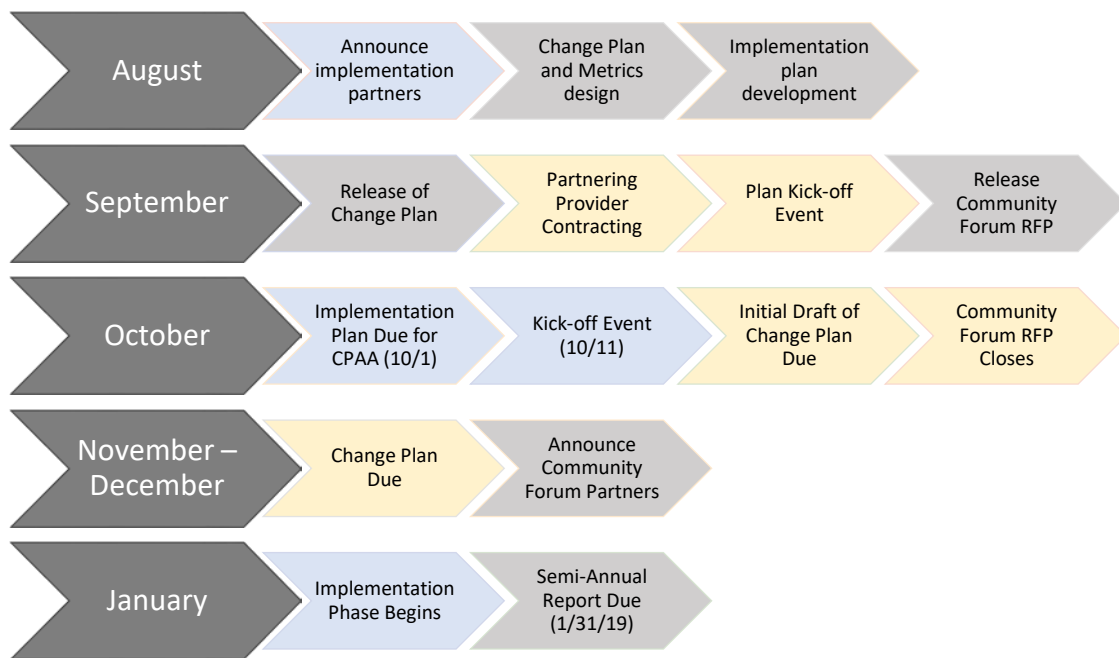 August
Announce
implementation
partners
Change Plan
and Metrics
design
Implementation
plan
development
September
Release of
Change Plan
Partnering
Provider
Contracting
Plan Kick-off
Event
Release
Community
Forum RFP
October
Implementation
Plan Due for
CPAA (10/1)
Kick-off Event
(10/11)
Initial Draft of
Change Plan
Due
Community
Forum RFP
Closes
November –
December
Change Plan
Due
Announce
Community
Forum Partners
January
Implementation
Phase Begins
Semi-Annual
Report Due
(1/31/19)